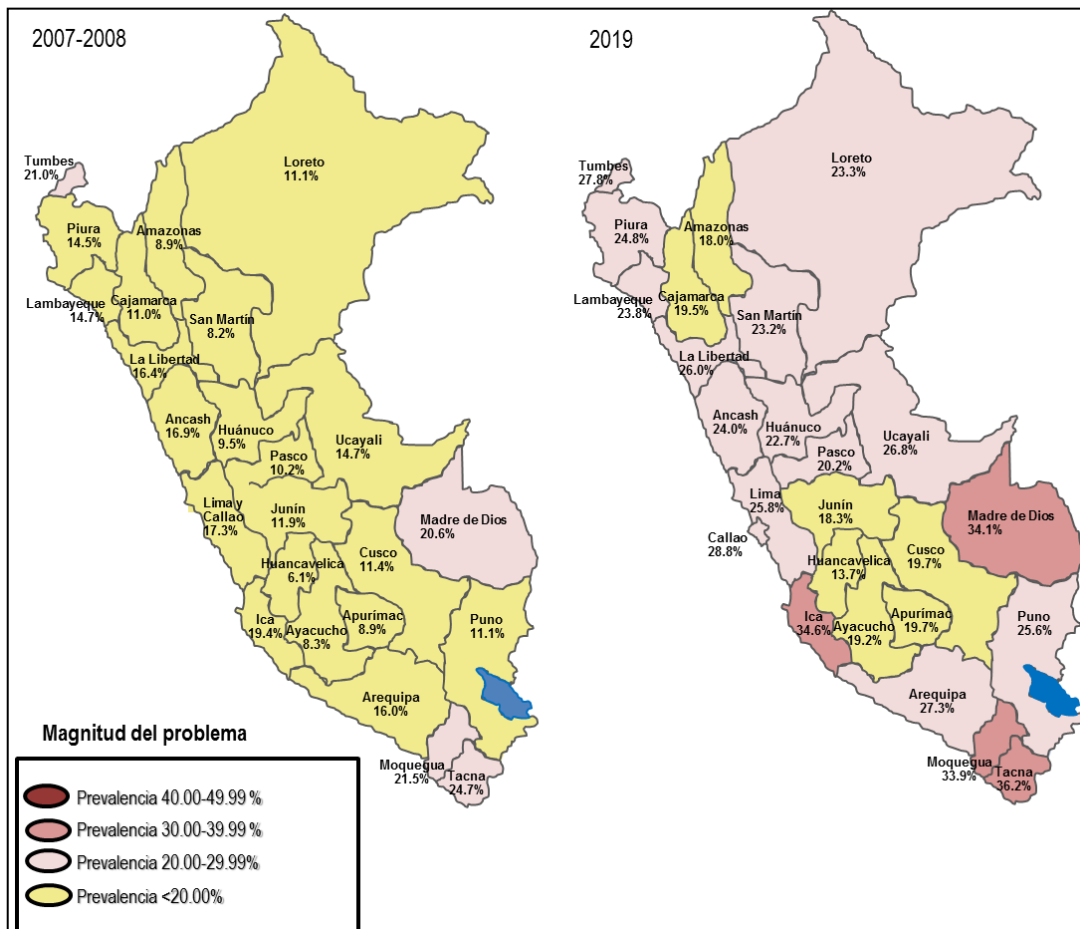 2007-2008
Tumbes
21.0%
Loreto
11.1%
Piura
14.5%
Amazonas
8.9%
Lambayeque
14.7%
Cajamarca
11.0%
San Martín
8.2%
La Libertad
16.4%
Ancash
16.9%
Huánuco
9.5%
Ucayali
14.7%
Pasco
10.2%
Lima y
Callao
17.3%
Junín
11.9%
Madre de Dios
20.6%
Huancavelica
6.1%
Cusco
11.4%
Ica
19.4%
Ayacucho
8.3%
Apurímac
8.9%
Puno
11.1%
Arequipa
16.0%
Moquegua
21.5%
Tacna
24.7%
Magnitud del problema
Prevalencia 40.00-49.99 %
Prevalencia 30.00-39.99 %
Prevalencia 20.00-29.99%
Prevalencia <20.00%
2019
Tumbes
27.8%
Loreto
23.3%
Piura
24.8%
Amazonas
18.0%
Lambayeque
23.8%
Cajamarca
19.5%
San Martín
23.2%
La Libertad
26.0%
Ancash
24.0%
Huánuco
22.7%
Ucayali
26.8%
Pasco
20.2%
Lima
25.8%
Junín
18.3%
Madre de Dios
34.1%
Callao
28.8%
Huancavelica
13.7%
Cusco
19.7%
Ica
34.6%
Ayacucho
19.2%
Apurímac
19.7%
Puno
25.6%
Arequipa
27.3%
Moquegua
33.9%
Tacna
36.2%